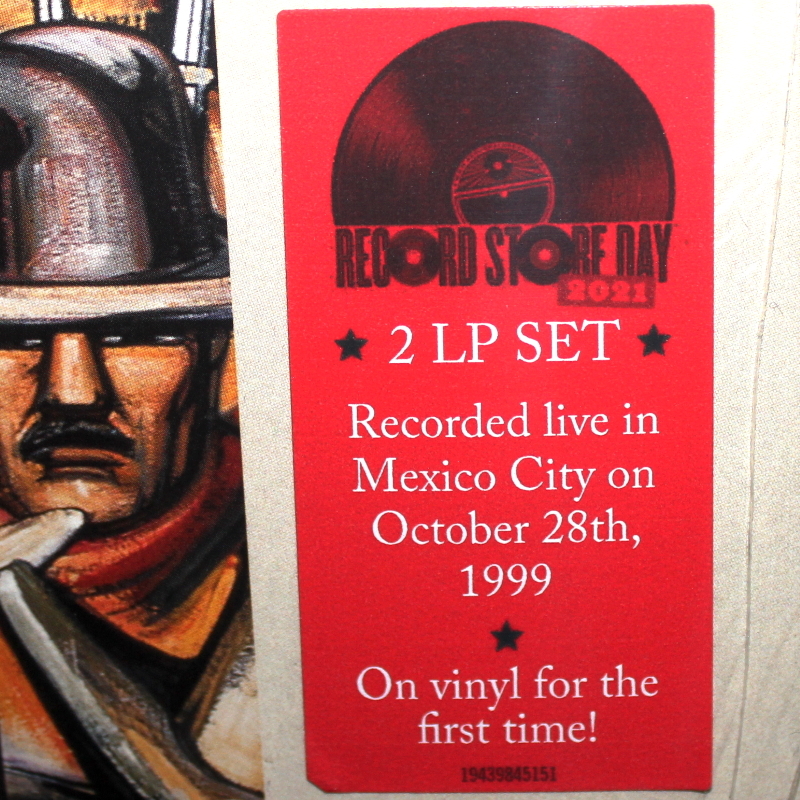 RECORD STORE DAY
2021
★ 2 LP SET ★
Recorded live in
Mexico City on
October 28th,
1999
★
On vinyl for the
first time!
19439845151